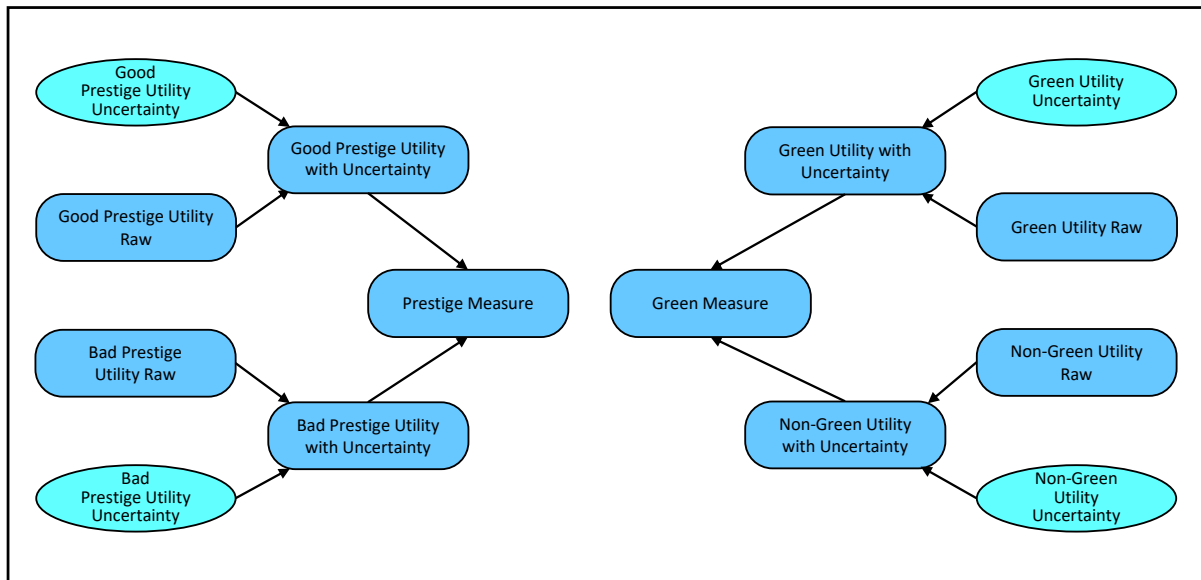 Good
Prestige Utility
Uncertainty
Green Utility
Uncertainty
Good Prestige Utility
with Uncertainty
Green Utility with
Uncertainty
Good Prestige Utility
Raw
Green Utility Raw
Prestige Measure
Green Measure
Bad Prestige
Utility Raw
Non-Green Utility
Raw
Bad Prestige Utility
with Uncertainty
Non-Green Utility
with Uncertainty
Bad
Prestige Utility
Uncertainty
Non-Green
Utility
Uncertainty